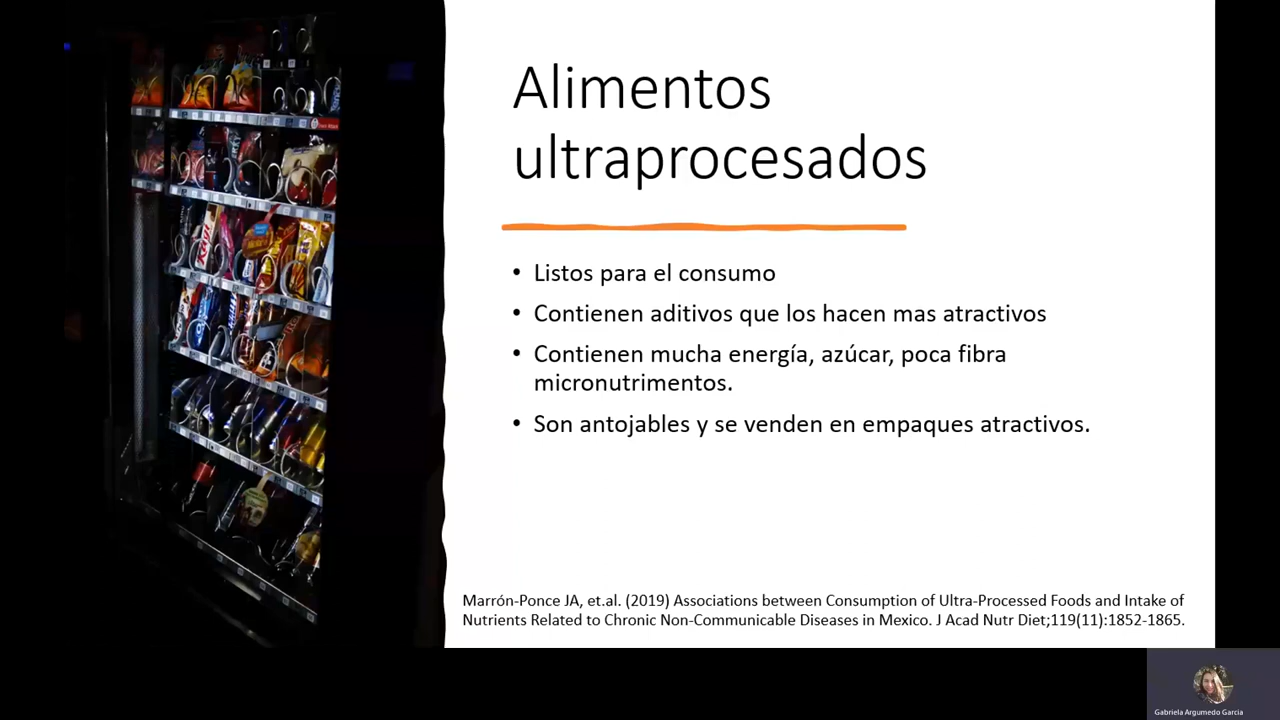 Alimentos
ultraprocesados
• Listos para el consumo
• Contienen aditivos que los hacen mas atractivos
• Contienen mucha energía, azúcar, poca fibra
micronutrimentos.
• Son antojables y se venden en empaques atractivos.
Marrón-Ponce JA, et.al. (2019) Associations between Consumption of Ultra-Processed Foods and Intake of
Nutrients Related to Chronic Non-Communicable Diseases in Mexico. J Acad Nutr Diet;119(11):1852-1865.
Gabriela Argumedo Garcia